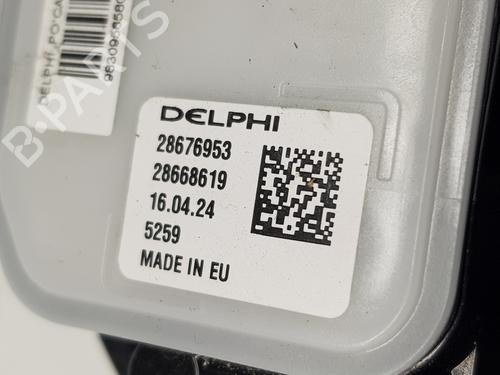 DELPHI
28676953
28668619
16.04.24
5259
MADE IN EU
B-PARTS